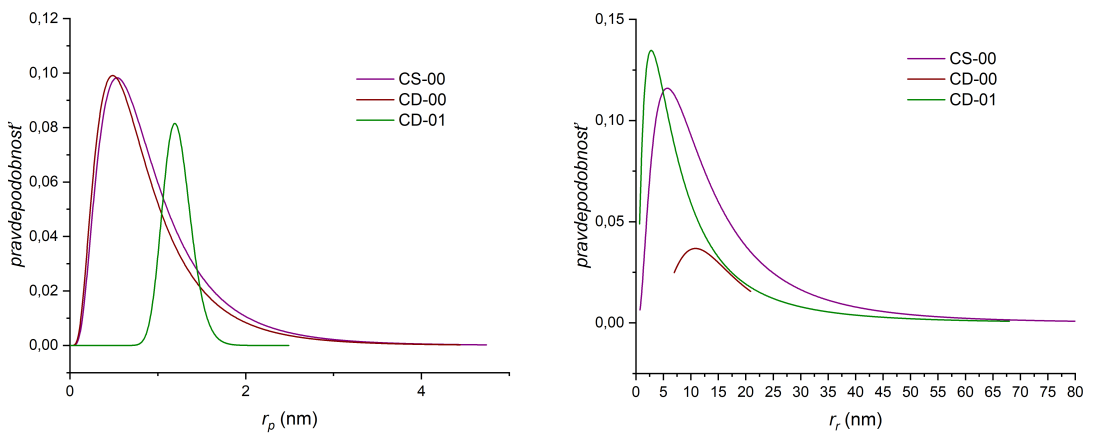 0,12
0,10
0,08
0,06
0,04
0,02
0,00
pravdepodobnosť
CS-00
CD-00
CD-01
0 2 4
r_p (nm)
0,15
0,10
0,05
0,00
pravdepodobnosť
CS-00
CD-00
CD-01
0 5 10 15 20 25 30 35 40 45 50 55 60 65 70 75 80
r_r (nm)